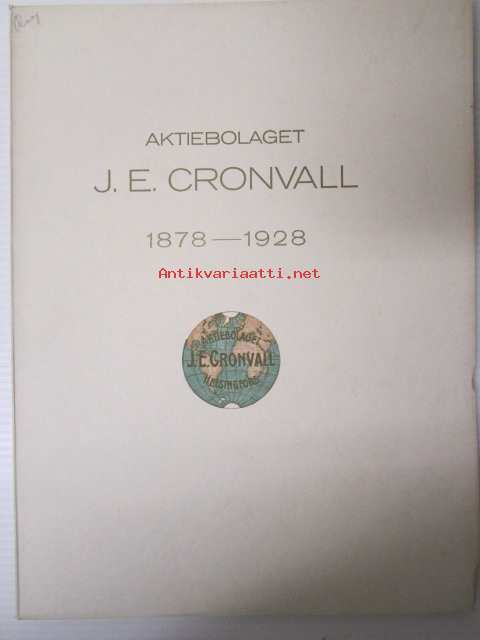 AKTIEBOLAGET
J. E. CRONVALL
1878—1928
Antikvariaatti.net
AKTIEBOLAGET
J.E.CRONVALL
HELSINGFORS